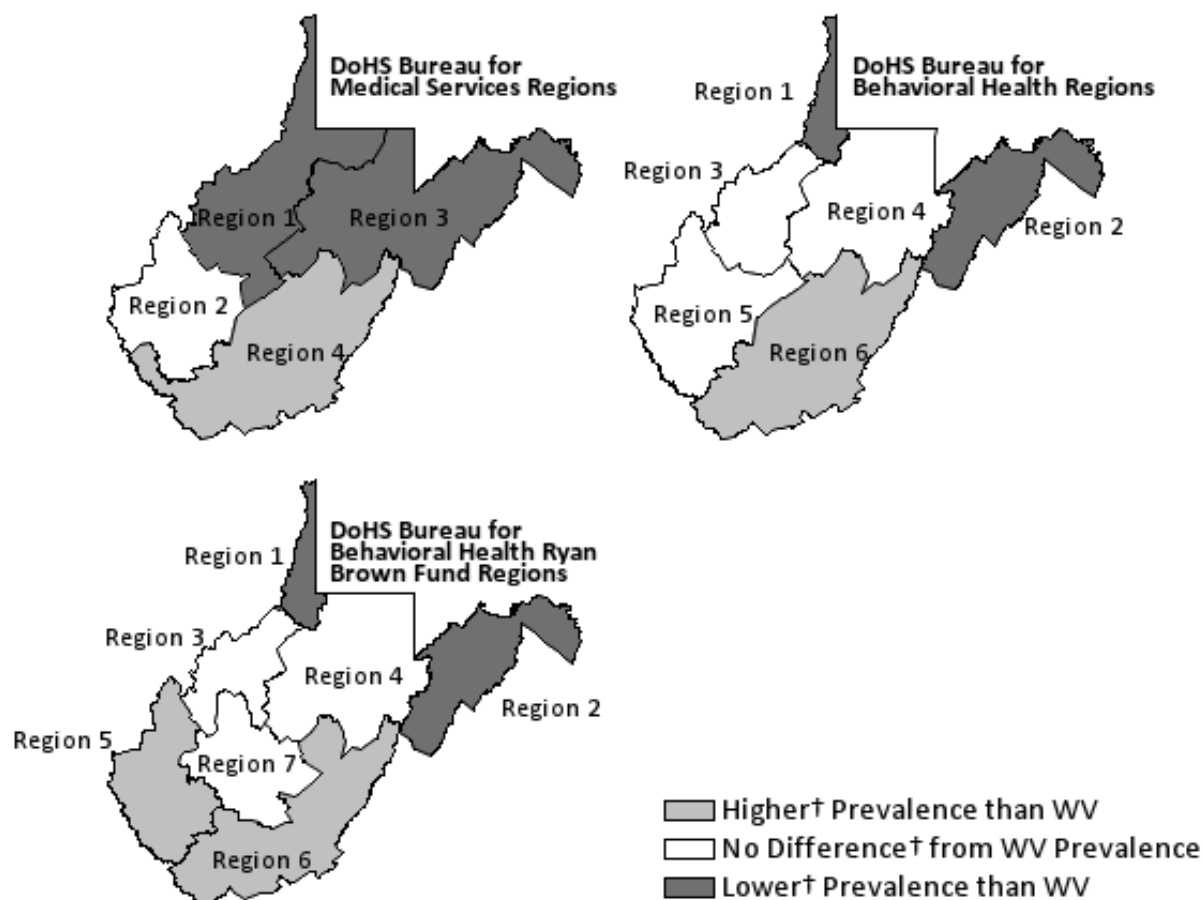 DoHS Bureau for
Medical Services Regions
Region 1
Region 3
Region 2
Region 4
DoHS Bureau for
Behavioral Health Regions
Region 1
Region 3
Region 4
Region 2
Region 5
Region 6
DoHS Bureau for
Behavioral Health Ryan
Brown Fund Regions
Region 1
Region 3
Region 4
Region 2
Region 5
Region 7
Region 6
Higher† Prevalence than WV
No Difference† from WV Prevalence
Lower† Prevalence than WV